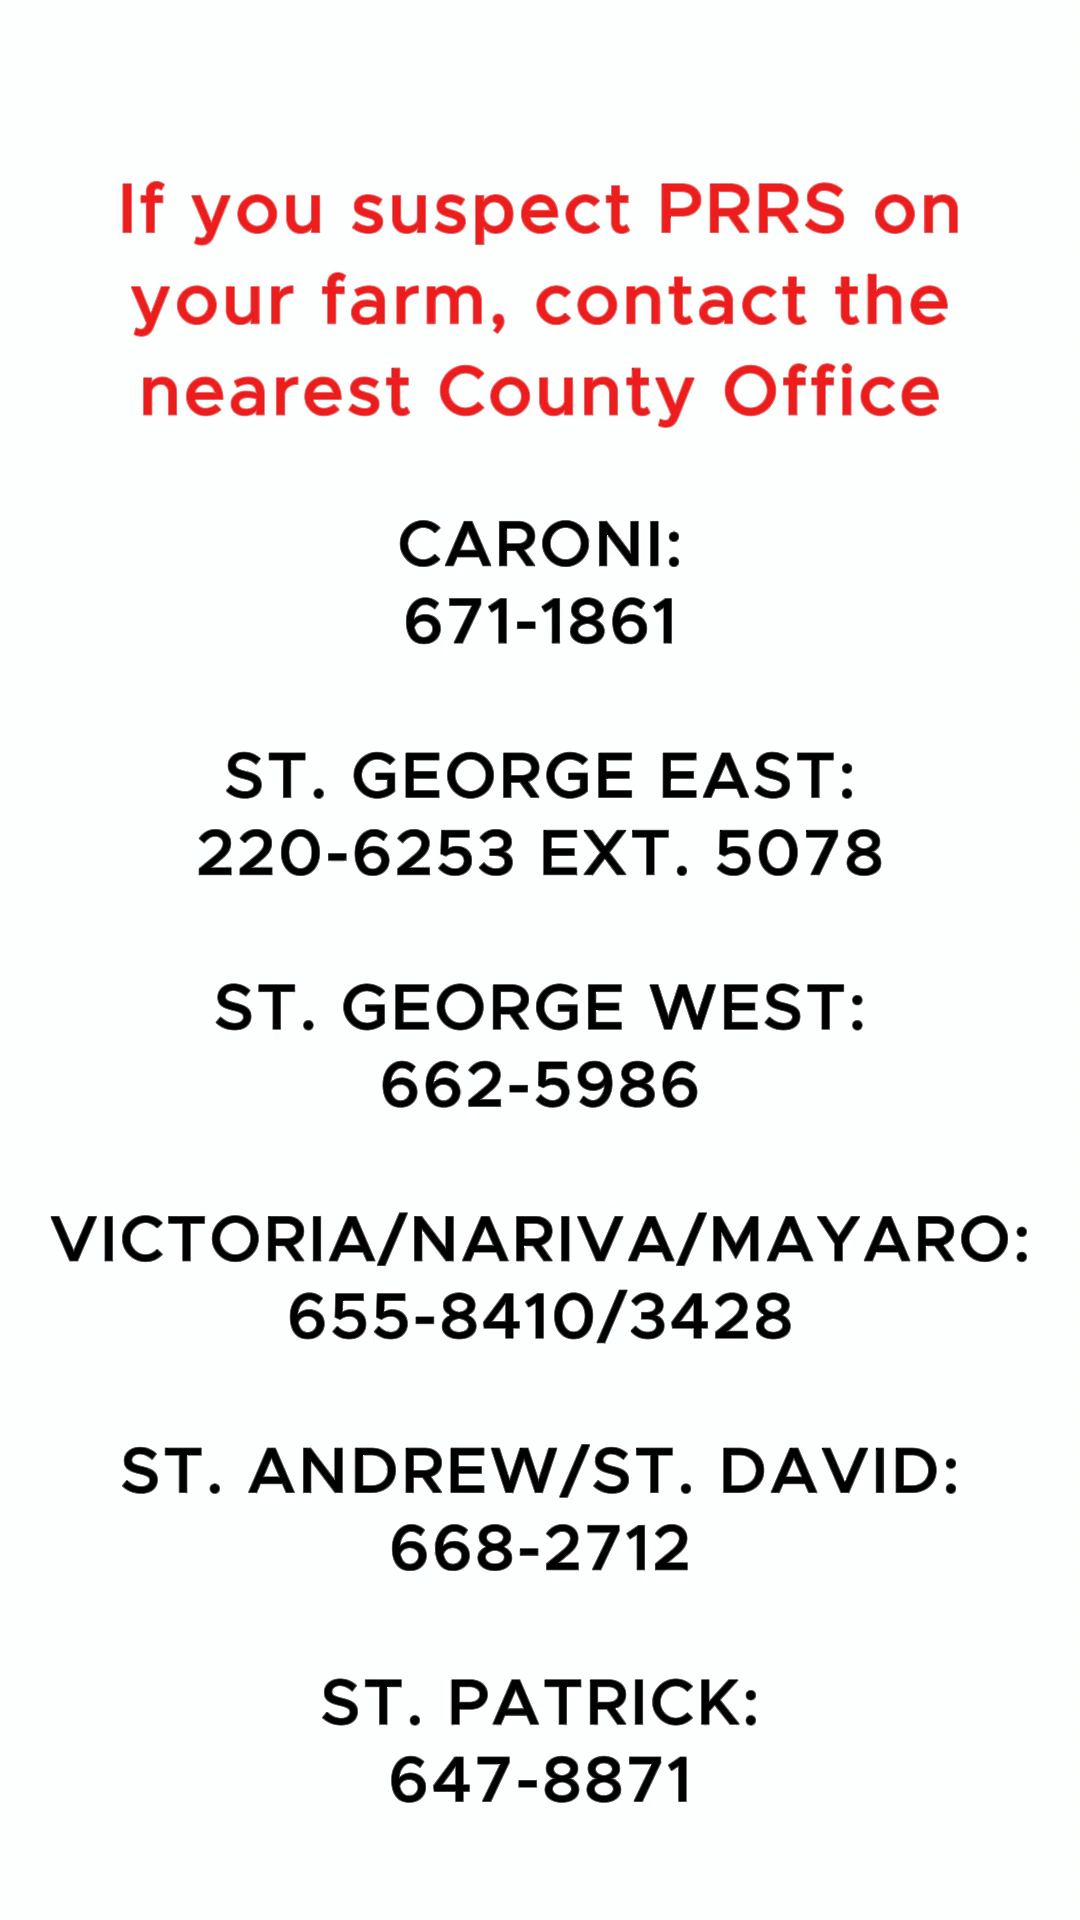 If you suspect PRRS on
your farm, contact the
nearest County Office
CARONI:
671-1861
ST. GEORGE EAST:
220-6253 EXT. 5078
ST. GEORGE WEST:
662-5986
VICTORIA/NARIVA/MAYARO:
655-8410/3428
ST. ANDREW/ST. DAVID:
668-2712
ST. PATRICK:
647-8871